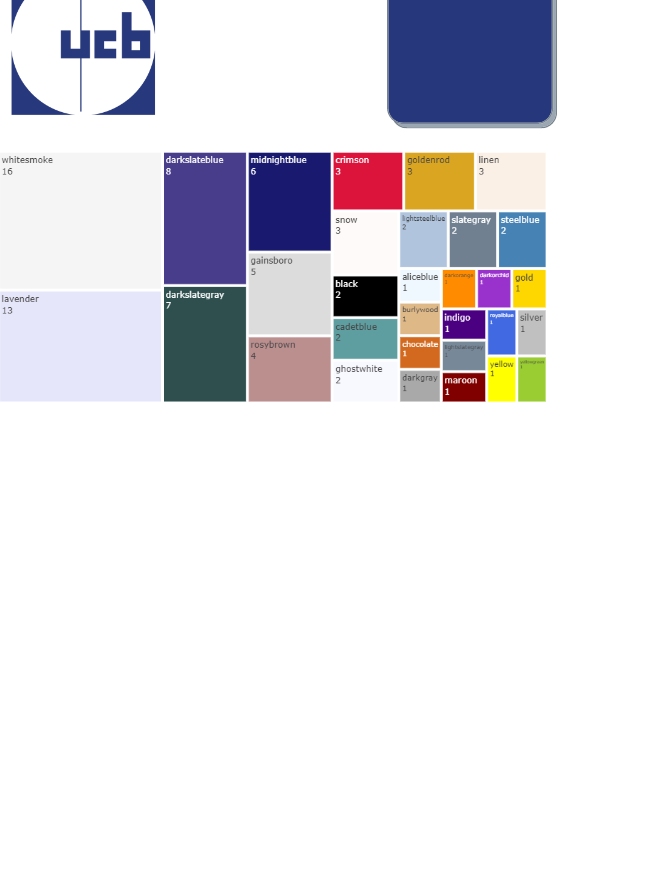 ucb
whitesmoke
16
darkslateblue
8
midnightblue
6
crimson
3
goldenrod
3
linen
3
snow
3
lightsteelblue
2
slategray
2
steelblue
2
gainsboro
5
black
2
aliceblue
1
darkorange
1
darkorchid
1
gold
1
lavender
13
darkslategray
7
burlywood
1
indigo
1
royalblue
1
silver
1
cadetblue
2
rosybrown
4
chocolate
1
lightslategray
1
ghostwhite
2
yellow
1
yellowgreen
1
darkgray
1
maroon
1